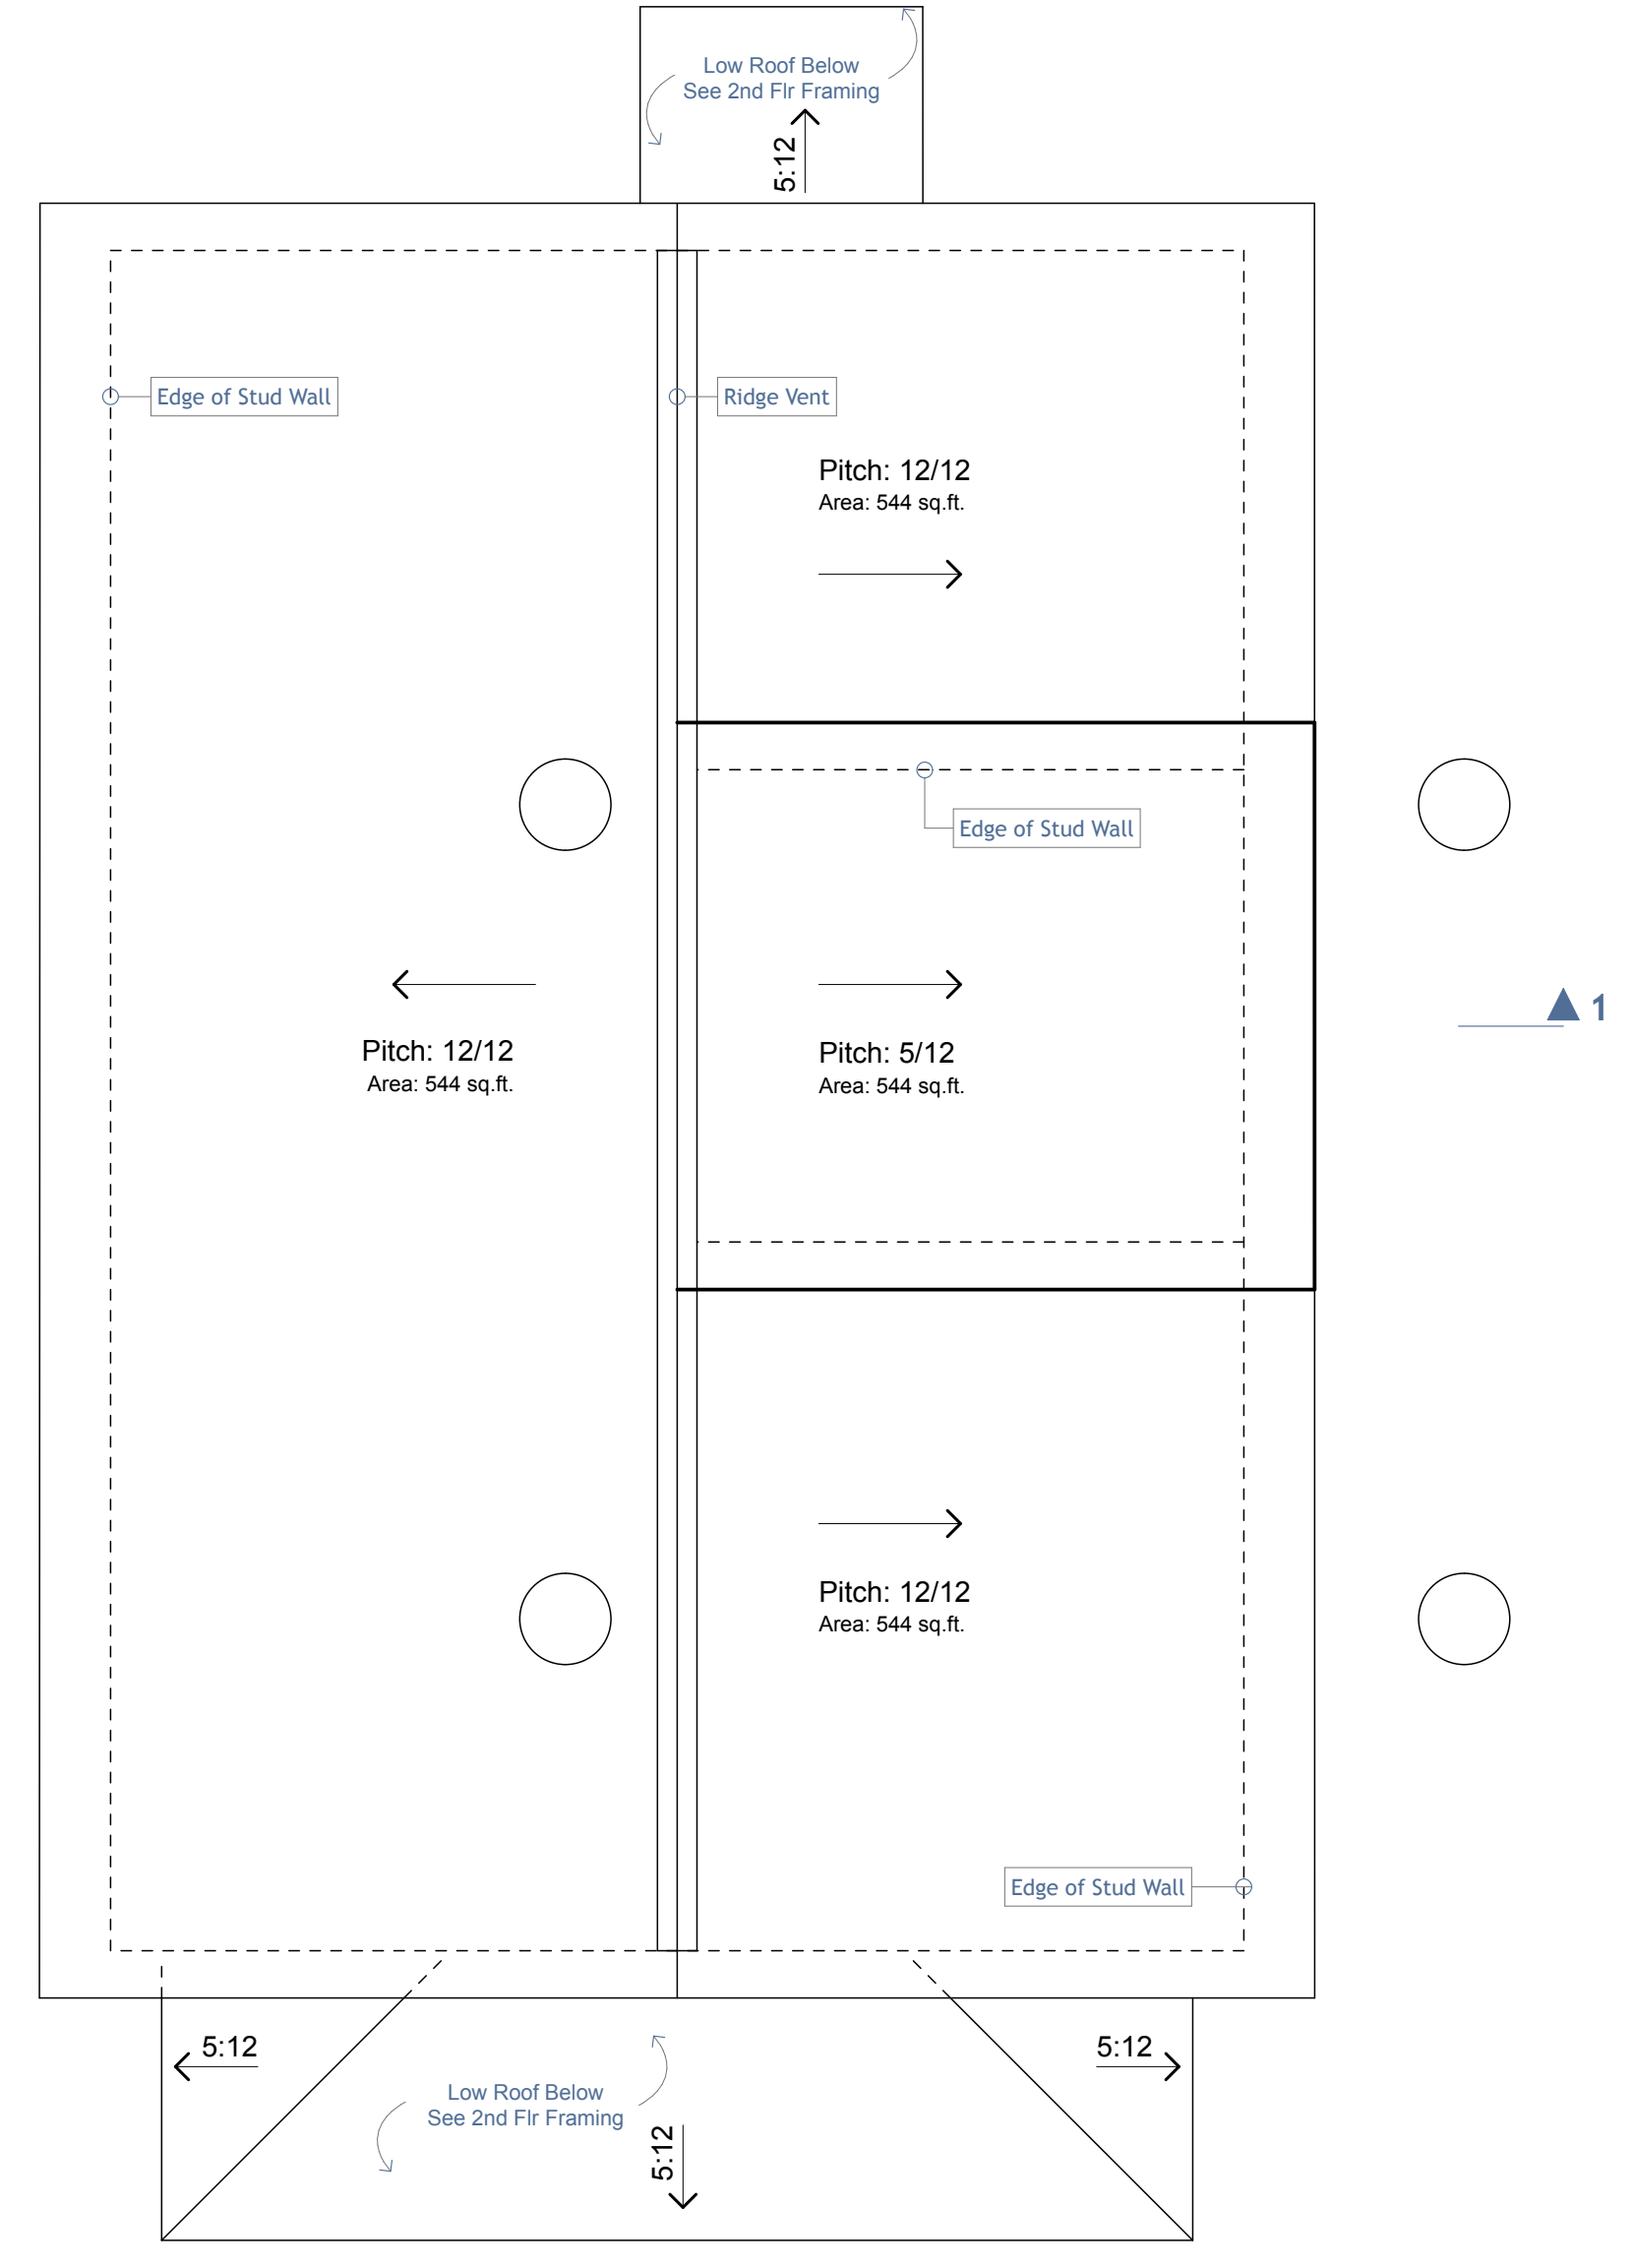 Low Roof Below
See 2nd Flr Framing
5:12
Edge of Stud Wall
Ridge Vent
Pitch: 12/12
Area: 544 sq.ft.
Edge of Stud Wall
1
Pitch: 12/12
Area: 544 sq.ft.
Pitch: 5/12
Area: 544 sq.ft.
Pitch: 12/12
Area: 544 sq.ft.
Edge of Stud Wall
5:12
5:12
Low Roof Below
See 2nd Flr Framing
5:12